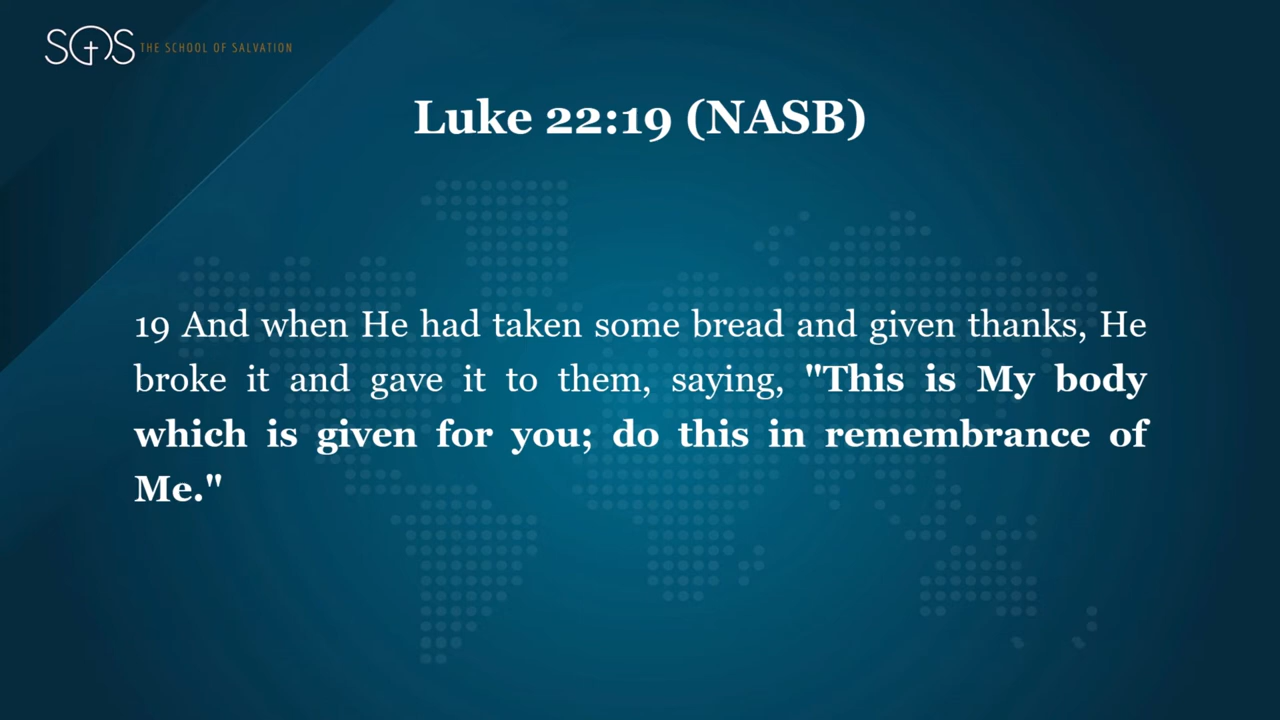 SOS THE SCHOOL OF SALVATION
Luke 22:19 (NASB)
19 And when He had taken some bread and given thanks, He
broke it and gave it to them, saying, "This is My body
which is given for you; do this in remembrance of
Me."